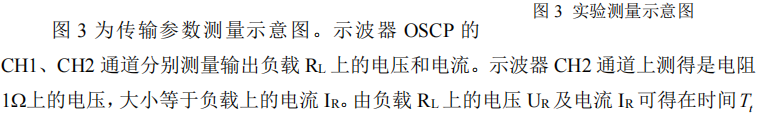 图 3 实验测量示意图
图 3 为传输参数测量示意图。示波器 OSCP 的
CH1、CH2 通道分别测量输出负载 RL 上的电压和电流。示波器 CH2 通道上测得是电阻
1Ω上的电压，大小等于负载上的电流 IR。由负载 RL 上的电压 UR 及电流 IR 可得在时间Tt